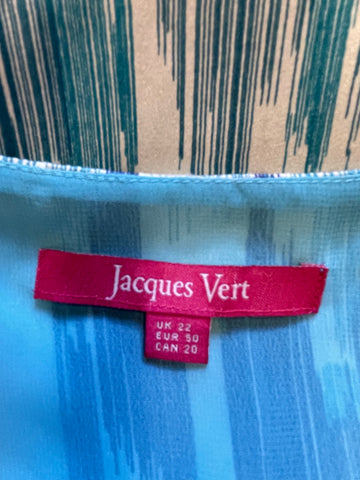 Jacques Vert
UK 22
EUR 50
CAN 20